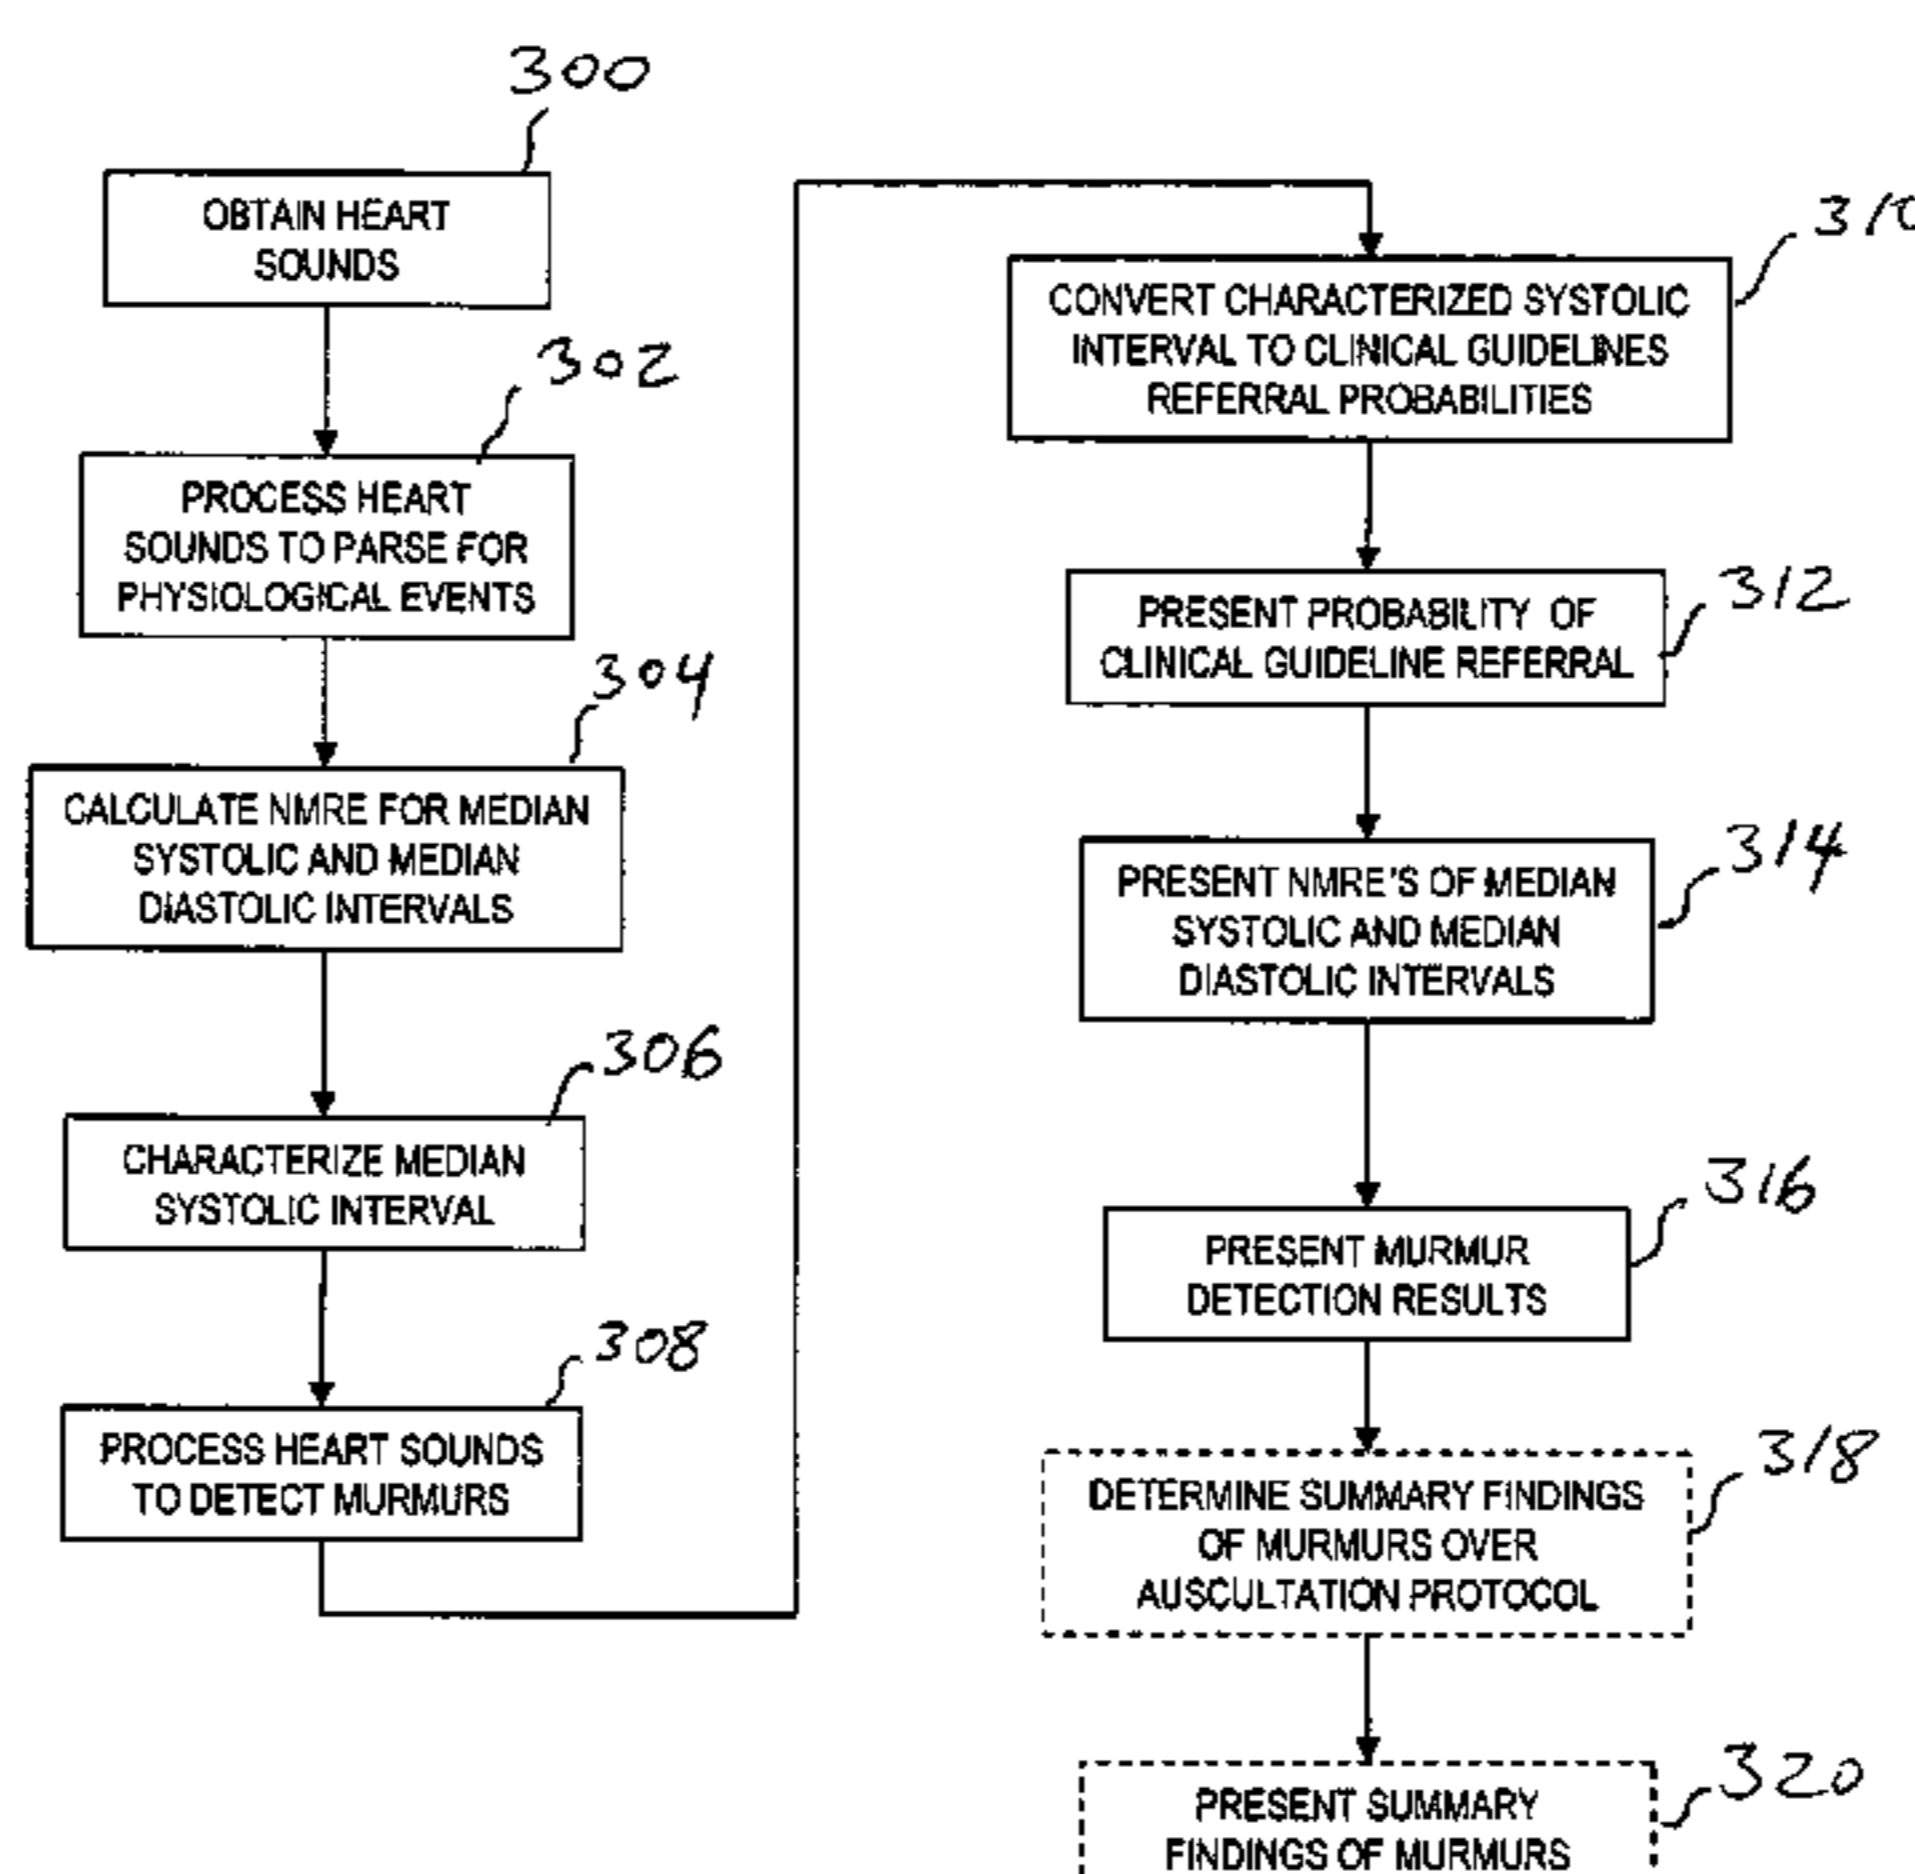 300
OBTAIN HEART
SOUNDS
302
PROCESS HEART
SOUNDS TO PARSE FOR
PHYSIOLOGICAL EVENTS
304
CALCULATE NMRE FOR MEDIAN
SYSTOLIC AND MEDIAN
DIASTOLIC INTERVALS
306
CHARACTERIZE MEDIAN
SYSTOLIC INTERVAL
308
PROCESS HEART SOUNDS
TO DETECT MURMURS
310
CONVERT CHARACTERIZED SYSTOLIC
INTERVAL TO CLINICAL GUIDELINES
REFERRAL PROBABILITIES
312
PRESENT PROBABILITY OF
CLINICAL GUIDELINE REFERRAL
314
PRESENT NMRE'S OF MEDIAN
SYSTOLIC AND MEDIAN
DIASTOLIC INTERVALS
316
PRESENT MURMUR
DETECTION RESULTS
318
DETERMINE SUMMARY FINDINGS
OF MURMURS OVER
AUSCULTATION PROTOCOL
320
PRESENT SUMMARY
FINDINGS OF MURMURS